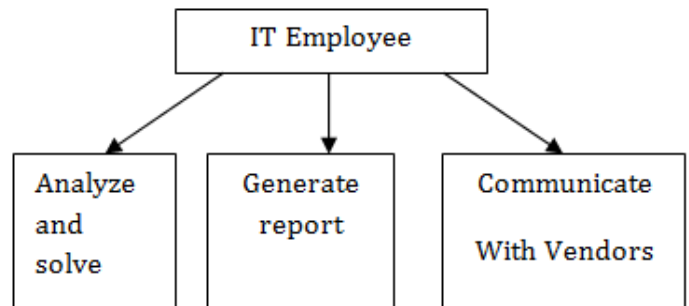 IT Employee
Analyze
and
solve
Generate
report
Communicate
With Vendors